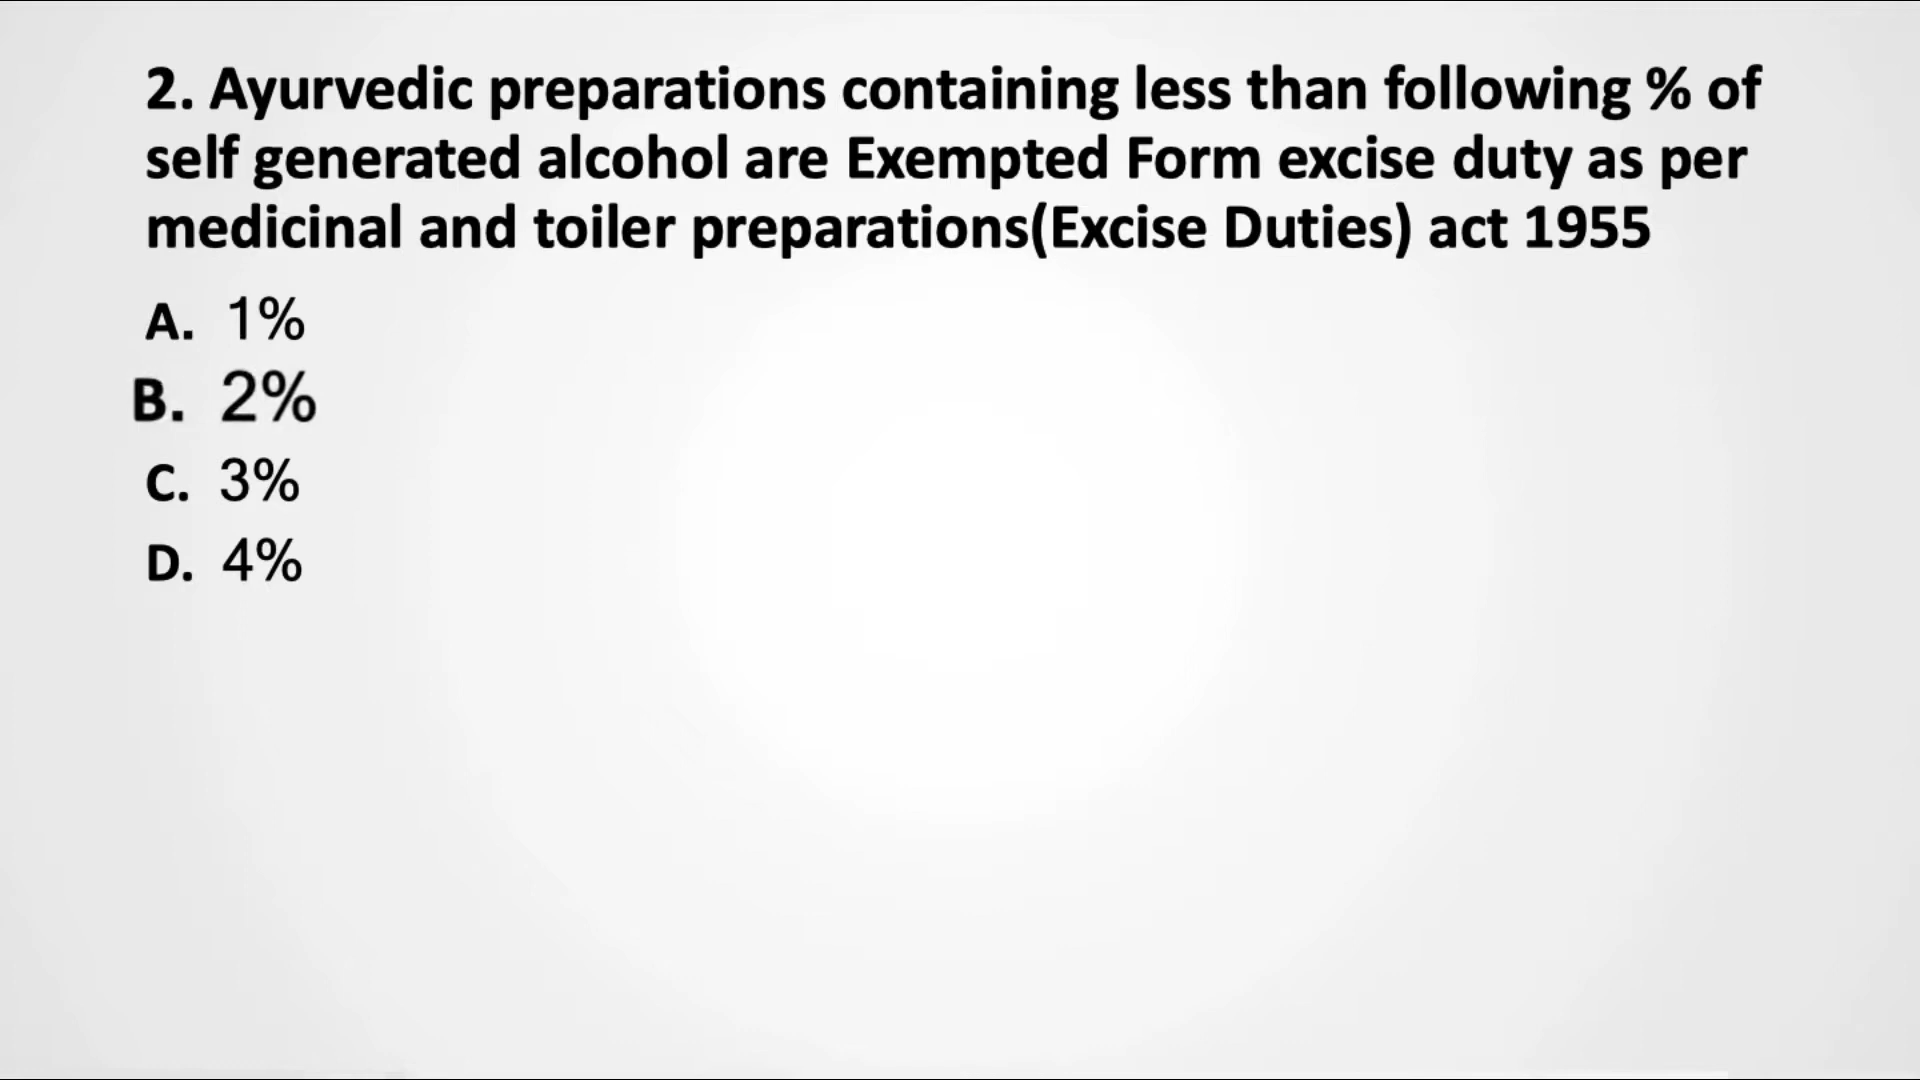 2. Ayurvedic preparations containing less than following % of
self generated alcohol are Exempted Form excise duty as per
medicinal and toiler preparations(Excise Duties) act 1955
A. 1%
B. 2%
C. 3%
D. 4%